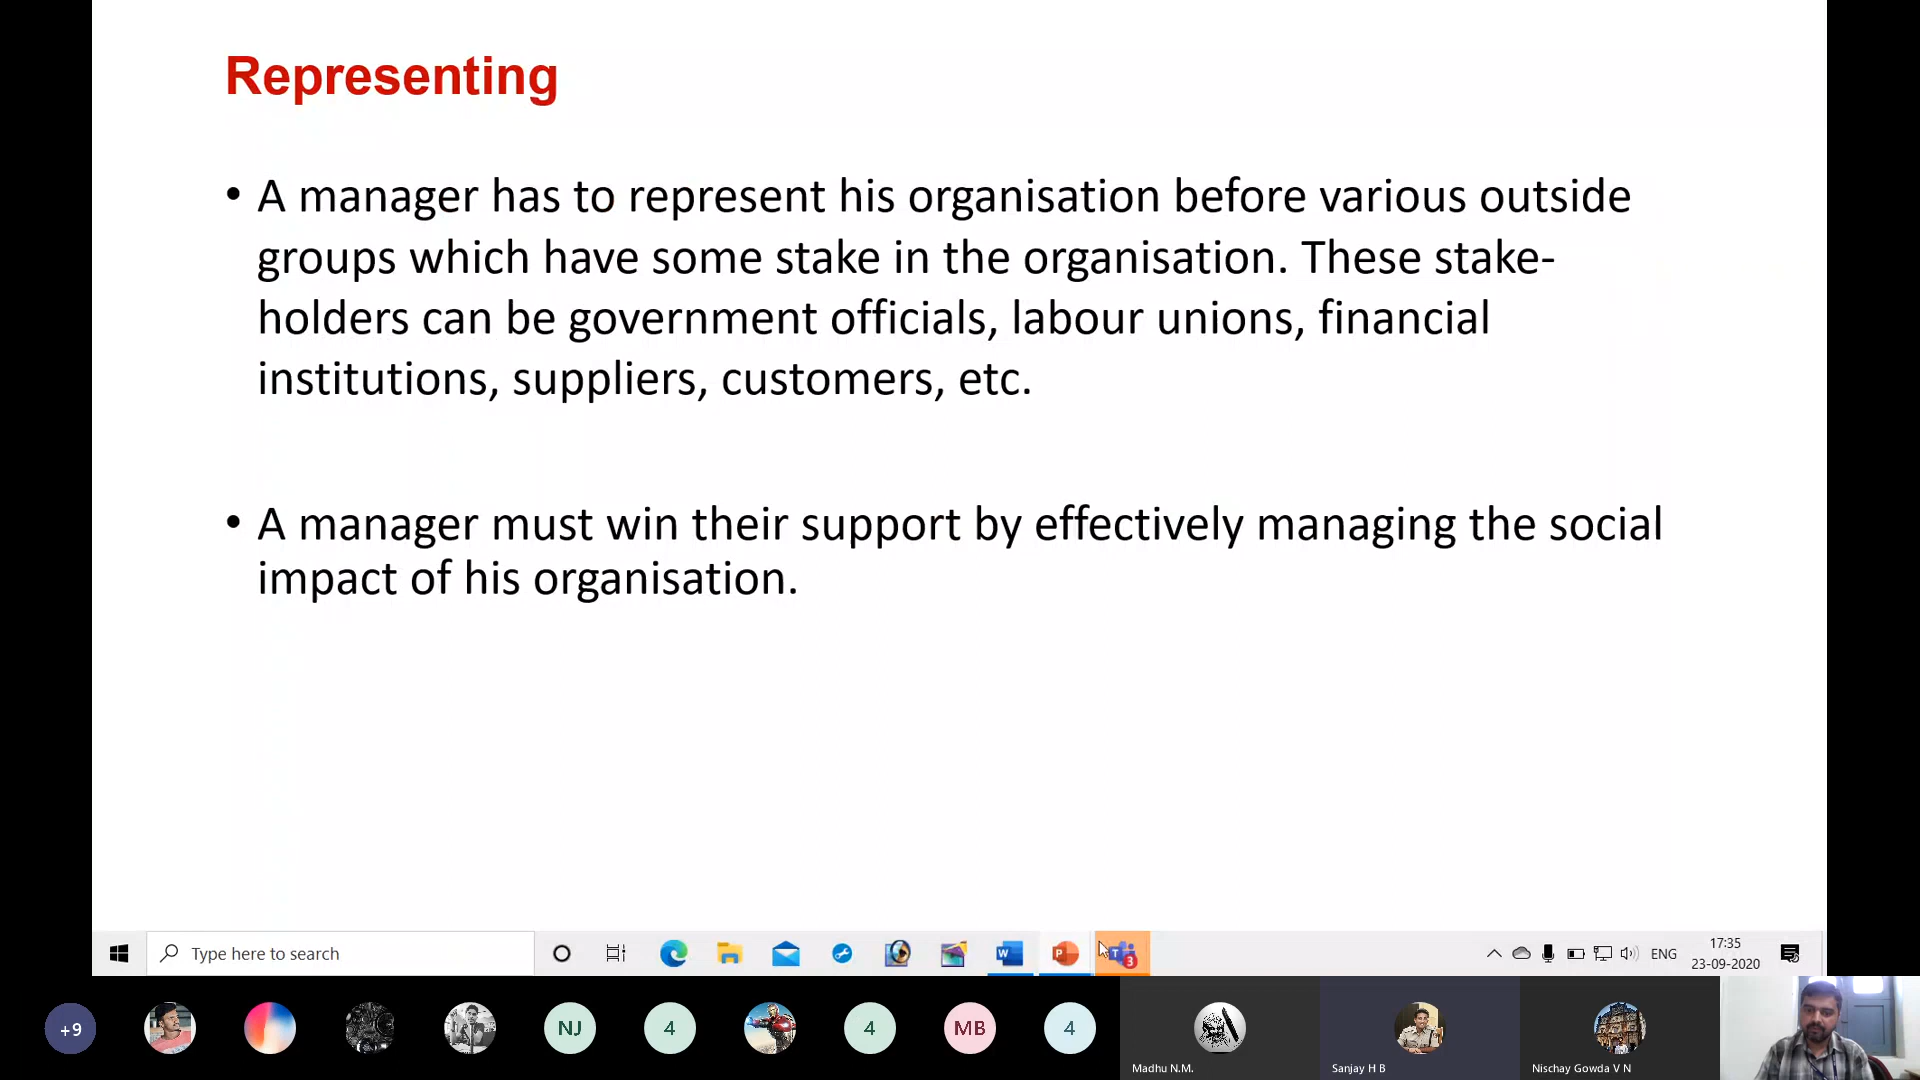 Representing
• A manager has to represent his organisation before various outside
groups which have some stake in the organisation. These stake-
holders can be government officials, labour unions, financial
institutions, suppliers, customers, etc.
• A manager must win their support by effectively managing the social
impact of his organisation.
Type here to search
W
P
T
3
ENG
17:35
23-09-2020
+9
NJ
4
4
MB
4
Madhu N.M.
Sanjay H B
Nischay Gowda V N